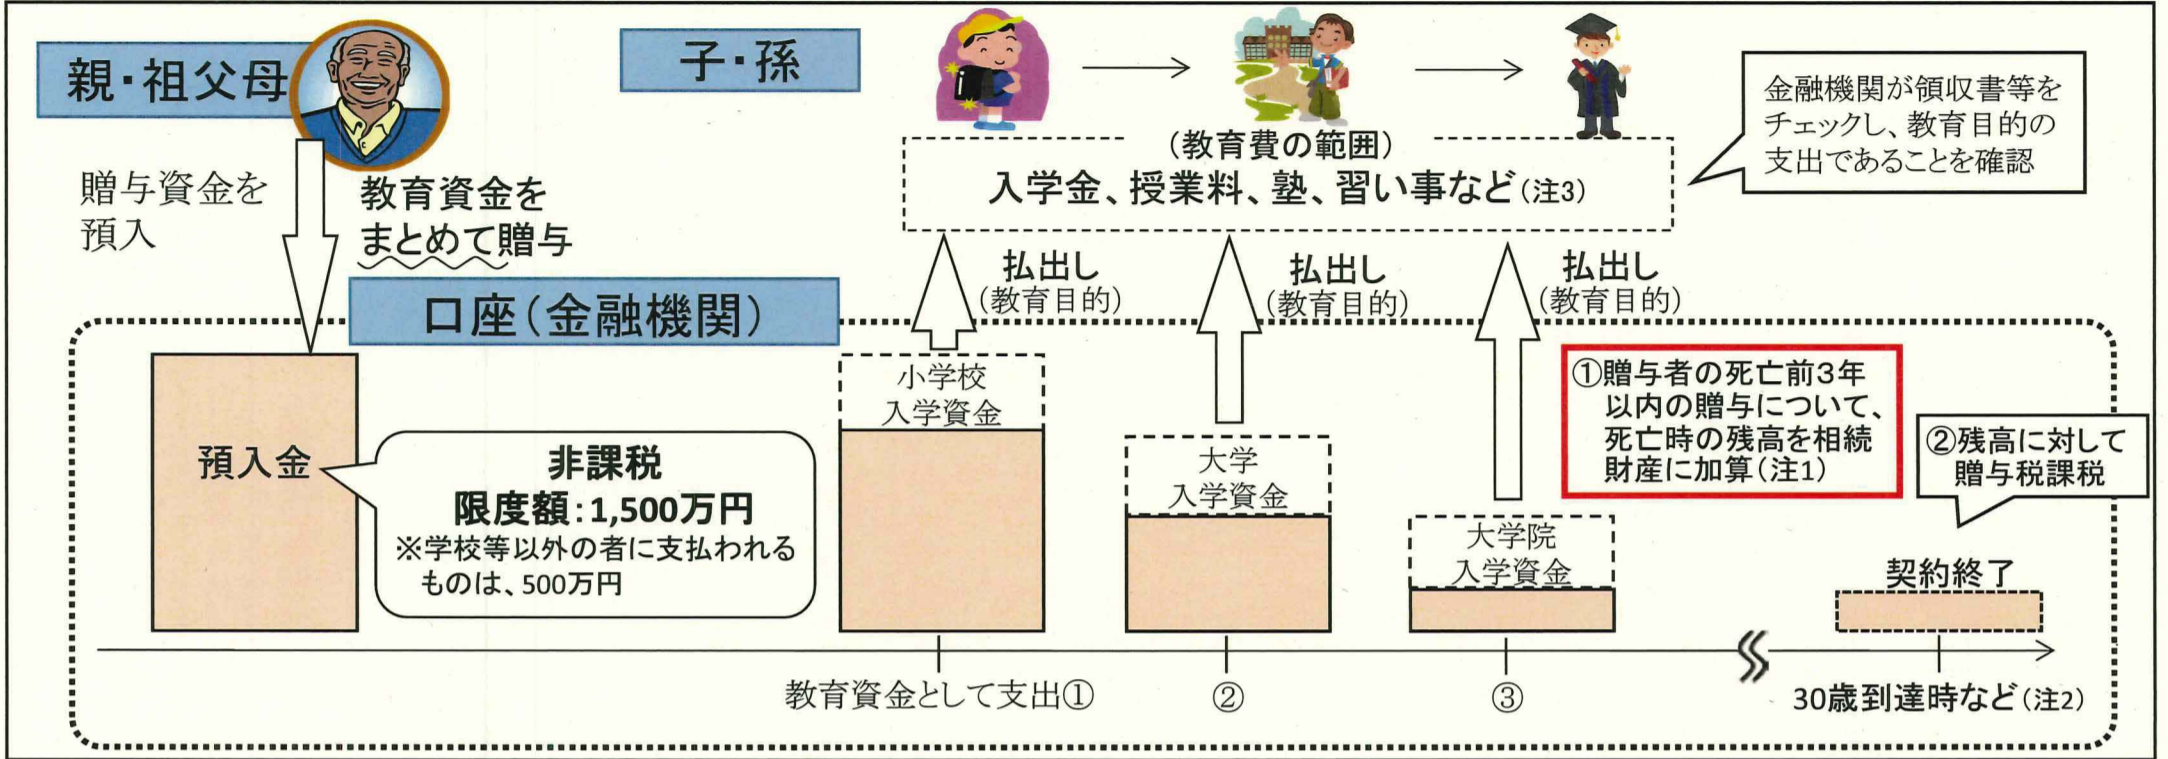 親・祖父母
子・孫
金融機関が領収書等を
チェックし、教育目的の
支出であることを確認
(教育費の範囲)
入学金、授業料、塾、習い事など(注3)
贈与資金を
預入
教育資金を
まとめて贈与
口座(金融機関)
払出し
(教育目的)
払出し
(教育目的)
払出し
(教育目的)
預入金
非課税
限度額:1,500万円
※学校等以外の者に支払われる
ものは、500万円
小学校
入学資金
大学
入学資金
大学院
入学資金
①贈与者の死亡前3年
以内の贈与について、
死亡時の残高を相続
財産に加算(注1)
②残高に対して
贈与税課税
契約終了
教育資金として支出①
②
③
30歳到達時など(注2)